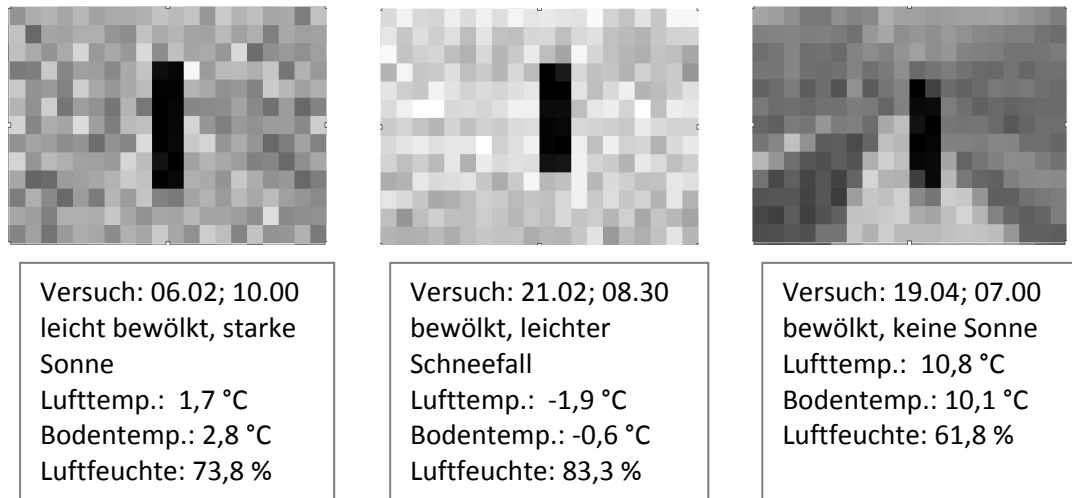 Versuch: 06.02; 10.00
leicht bewölkt, starke
Sonne
Lufttemp.: 1,7 °C
Bodentemp.: 2,8 °C
Luftfeuchte: 73,8 %
Versuch: 21.02; 08.30
bewölkt, leichter
Schneefall
Lufttemp.: -1,9 °C
Bodentemp.: -0,6 °C
Luftfeuchte: 83,3 %
Versuch: 19.04; 07.00
bewölkt, keine Sonne
Lufttemp.: 10,8 °C
Bodentemp.: 10,1 °C
Luftfeuchte: 61,8 %